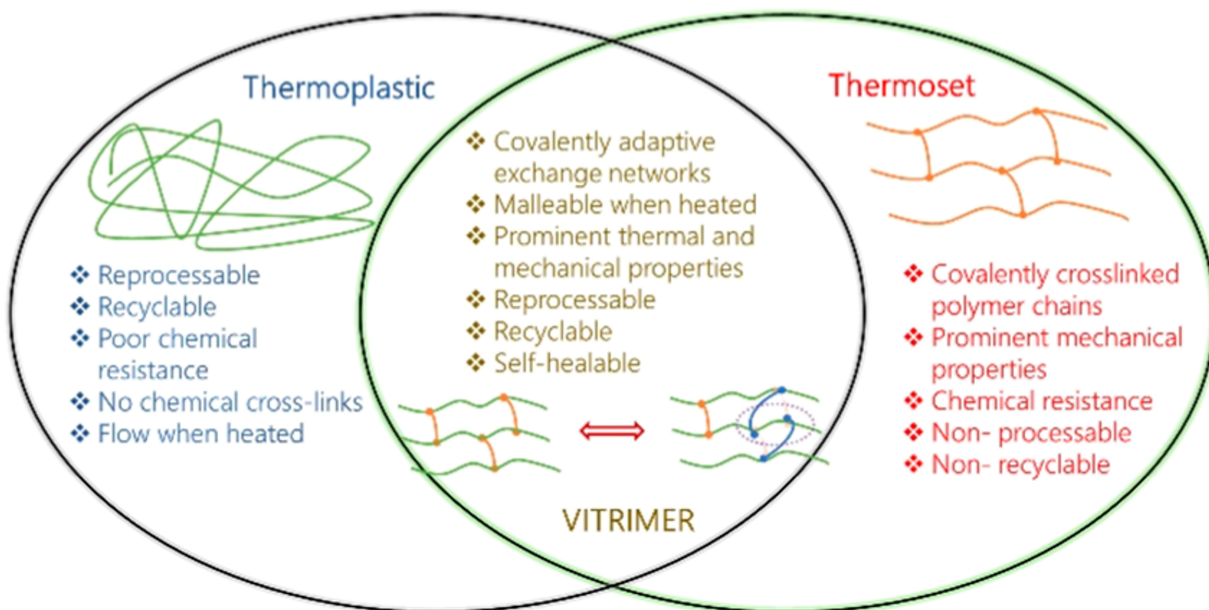 Thermoplastic
❖ Reprocessable
❖ Recyclable
❖ Poor chemical
resistance
❖ No chemical cross-links
❖ Flow when heated
❖ Covalently adaptive
exchange networks
❖ Malleable when heated
❖ Prominent thermal and
mechanical properties
❖ Reprocessable
❖ Recyclable
❖ Self-healable
VITRIMER
Thermoset
❖ Covalently crosslinked
polymer chains
❖ Prominent mechanical
properties
❖ Chemical resistance
❖ Non- processable
❖ Non- recyclable